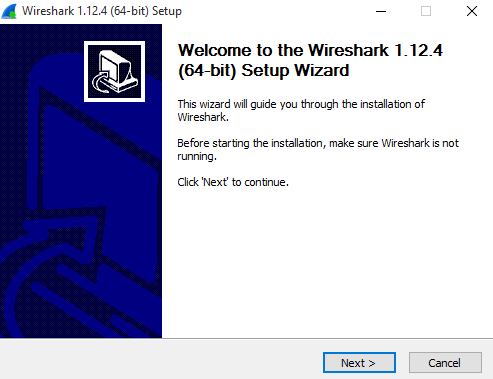 Wireshark 1.12.4 (64-bit) Setup
Welcome to the Wireshark 1.12.4
(64-bit) Setup Wizard
This wizard will guide you through the installation of
Wireshark.
Before starting the installation, make sure Wireshark is not
running.
Click 'Next' to continue.
Next >
Cancel